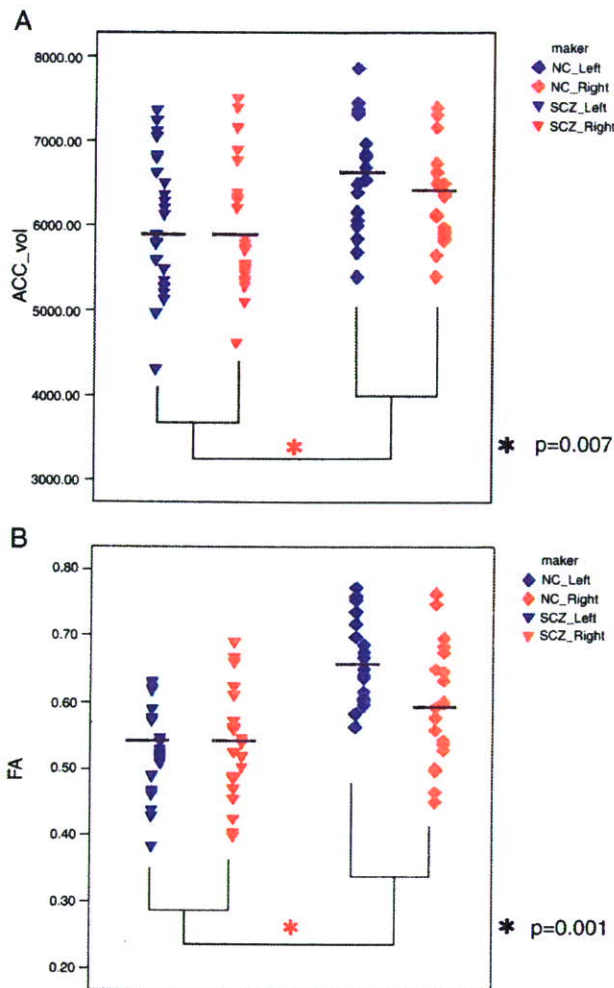 A
maker
8000.00
NC_Left
NC_Right
SCZ_Left
SCZ_Right
7000.00
6000.00
ACC_vol
5000.00
4000.00
* * p=0.007
3000.00
B
maker
0.80
NC_Left
NC_Right
SCZ_Left
SCZ_Right
0.70
0.60
0.50
FA
0.40
0.30
* * p=0.001
0.20